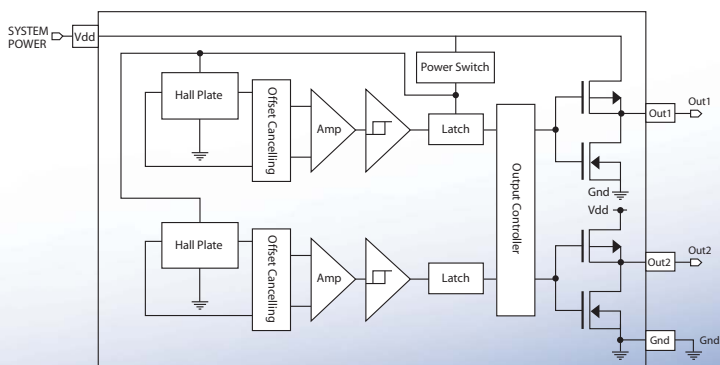 SYSTEM
POWER
Vdd
Power Switch
Hall Plate
Offset Cancelling
Amp
Latch
Output Controller
Out1
Out1
Gnd
Vdd
Hall Plate
Offset Cancelling
Amp
Latch
Out2
Out2
Gnd
Gnd